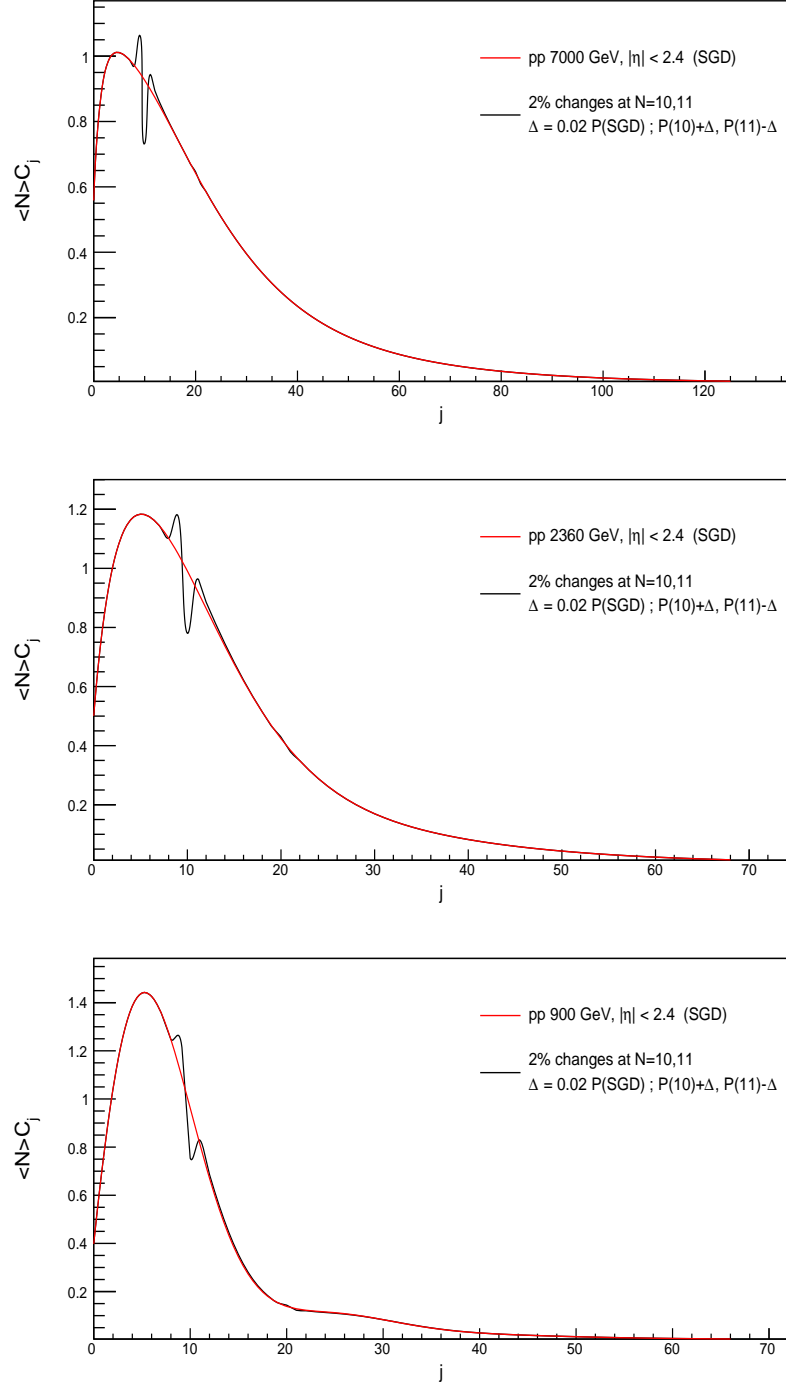 <N>C_j
1
0.8
0.6
0.4
0.2
pp 7000 GeV, |η| < 2.4 (SGD)
2% changes at N=10,11
Δ = 0.02 P(SGD) ; P(10)+Δ, P(11)-Δ
0 20 40 60 80 100 120
j
<N>C_j
1.2
1
0.8
0.6
0.4
0.2
pp 2360 GeV, |η| < 2.4 (SGD)
2% changes at N=10,11
Δ = 0.02 P(SGD) ; P(10)+Δ, P(11)-Δ
0 10 20 30 40 50 60 70
j
<N>C_j
1.4
1.2
1
0.8
0.6
0.4
0.2
pp 900 GeV, |η| < 2.4 (SGD)
2% changes at N=10,11
Δ = 0.02 P(SGD) ; P(10)+Δ, P(11)-Δ
0 10 20 30 40 50 60 70
j